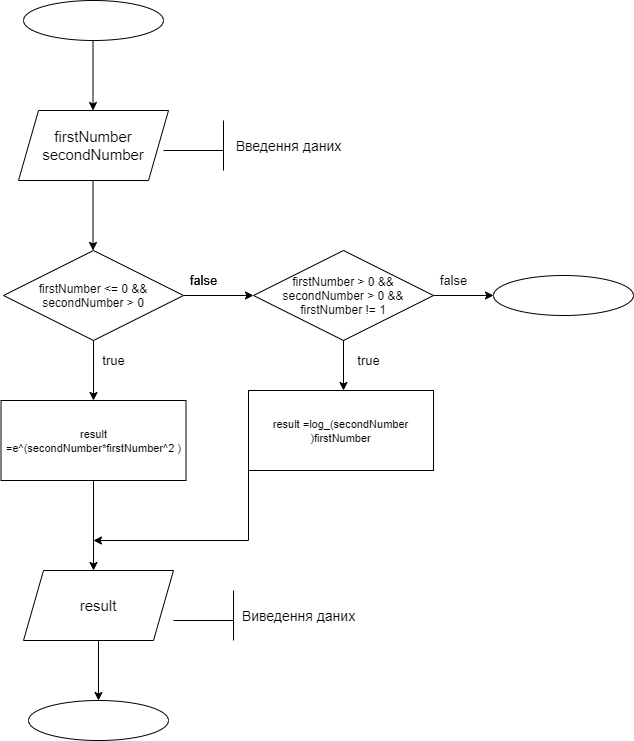 firstNumber
secondNumber
Введення даних
firstNumber <= 0 &&
secondNumber > 0
false
firstNumber > 0 &&
secondNumber > 0 &&
firstNumber != 1
false
true
true
result
=e^(secondNumber*firstNumber^2 )
result =log_(secondNumber
)firstNumber
result
Виведення даних